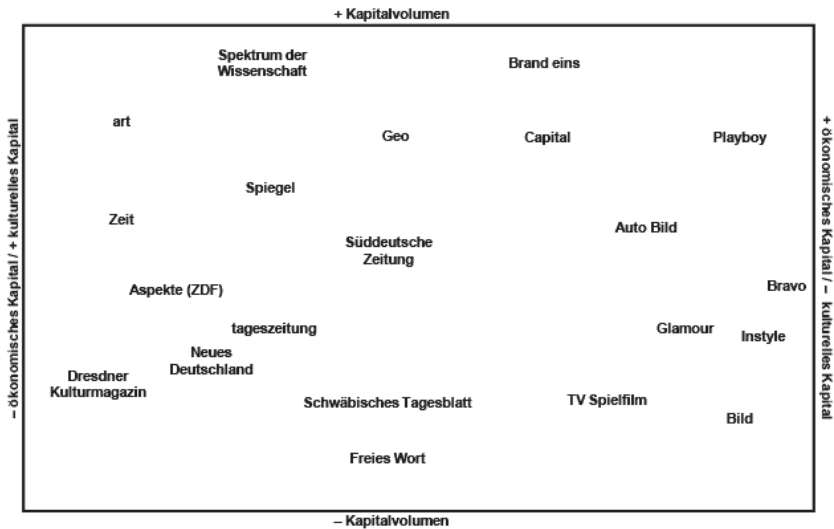 + Kapitalvolumen
Spektrum der
Wissenschaft
Brand eins
art
Geo
Capital
Playboy
Spiegel
Zeit
Auto Bild
Süddeutsche
Zeitung
Aspekte (ZDF)
Bravo
tageszeitung
Glamour
Instyle
Neues
Deutschland
Dresdner
Kulturmagazin
Schwäbisches Tagesblatt
TV Spielfilm
Bild
Freies Wort
– Kapitalvolumen
– ökonomisches Kapital / + kulturelles Kapital
+ ökonomisches Kapital / – kulturelles Kapital